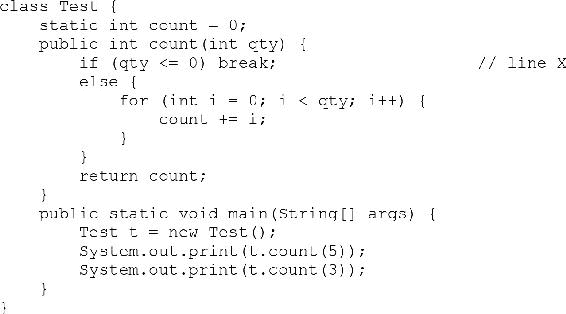 class Test {
static int count = 0;
public int count(int qty) {
if (qty <= 0) break; // line X
else {
for (int i = 0; i < qty; i++) {
count += i;
}
}
return count;
}
public static void main(String[] args) {
Test t = new Test();
System.out.print(t.count(5));
System.out.print(t.count(3));
}
}